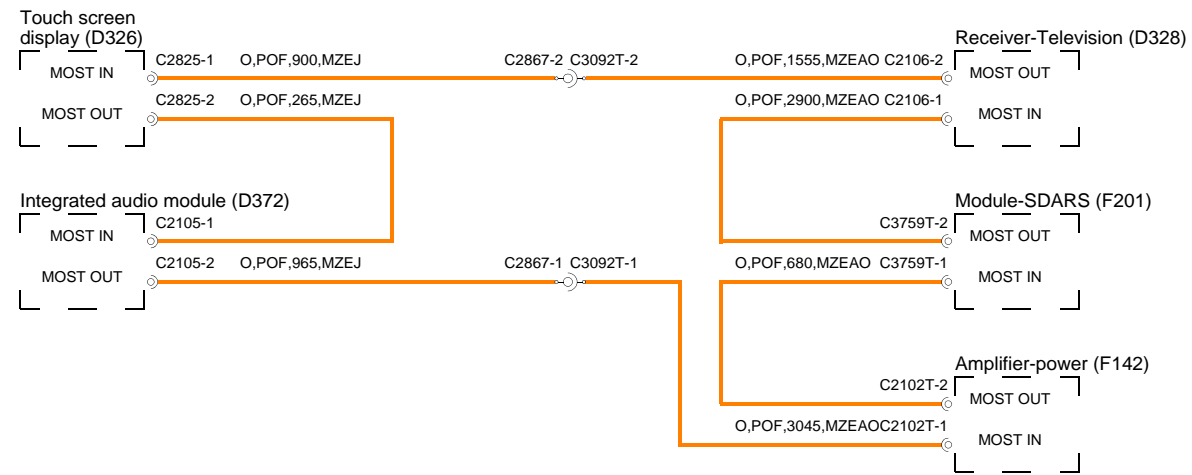 Touch screen
display (D326)
Receiver-Television (D328)
MOST IN
C2825-1
O,POF,900,MZEJ
C2867-2 C3092T-2
O,POF,1555,MZEAO C2106-2
MOST OUT
MOST OUT
C2825-2
O,POF,265,MZEJ
O,POF,2900,MZEAO C2106-1
MOST IN
Integrated audio module (D372)
Module-SDARS (F201)
MOST IN
C2105-1
C3759T-2
MOST OUT
MOST OUT
C2105-2
O,POF,965,MZEJ
C2867-1 C3092T-1
O,POF,680,MZEAO C3759T-1
MOST IN
Amplifier-power (F142)
C2102T-2
MOST OUT
O,POF,3045,MZEAOC2102T-1
MOST IN